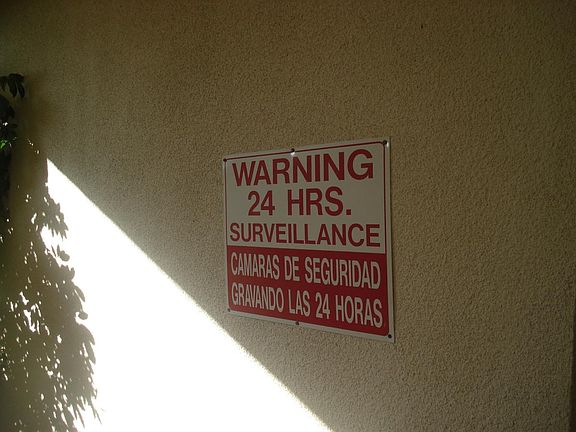 WARNING
24 HRS.
SURVEILLANCE
CAMARAS DE SEGURIDAD
GRAVANDO LAS 24 HORAS